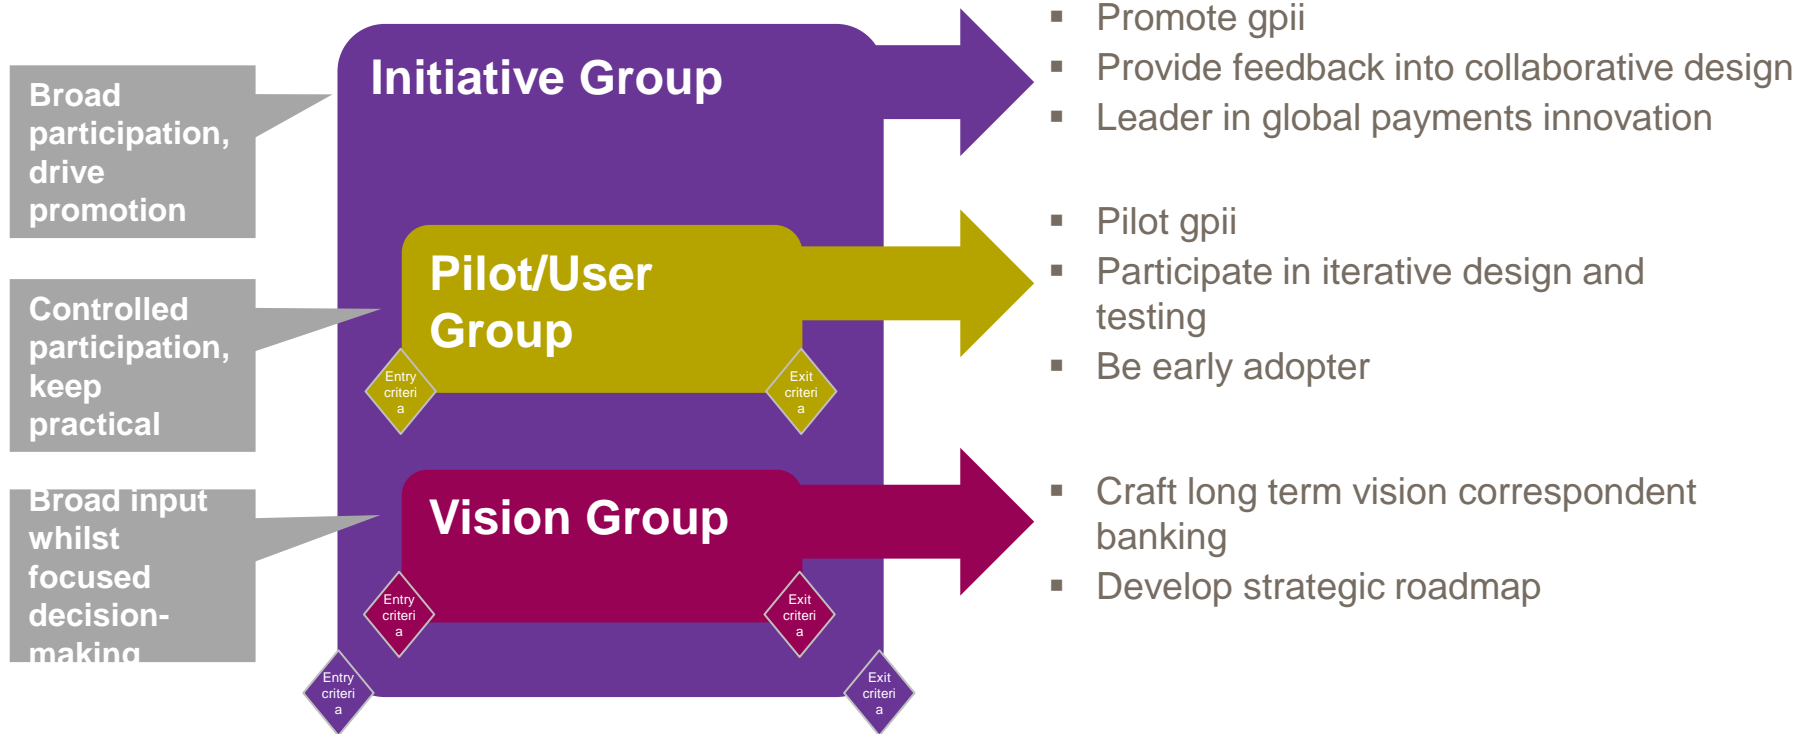 Broad
participation,
drive
promotion
Initiative Group
▪ Promote gpii
▪ Provide feedback into collaborative design
▪ Leader in global payments innovation
Controlled
participation,
keep
practical
Pilot/User
Group
Entry
criteri
a
Exit
criteri
a
▪ Pilot gpii
▪ Participate in iterative design and
testing
▪ Be early adopter
Broad input
whilst
focused
decision-
making
Vision Group
Entry
criteri
a
Exit
criteri
a
▪ Craft long term vision correspondent
banking
▪ Develop strategic roadmap
Entry
criteri
a
Exit
criteri
a